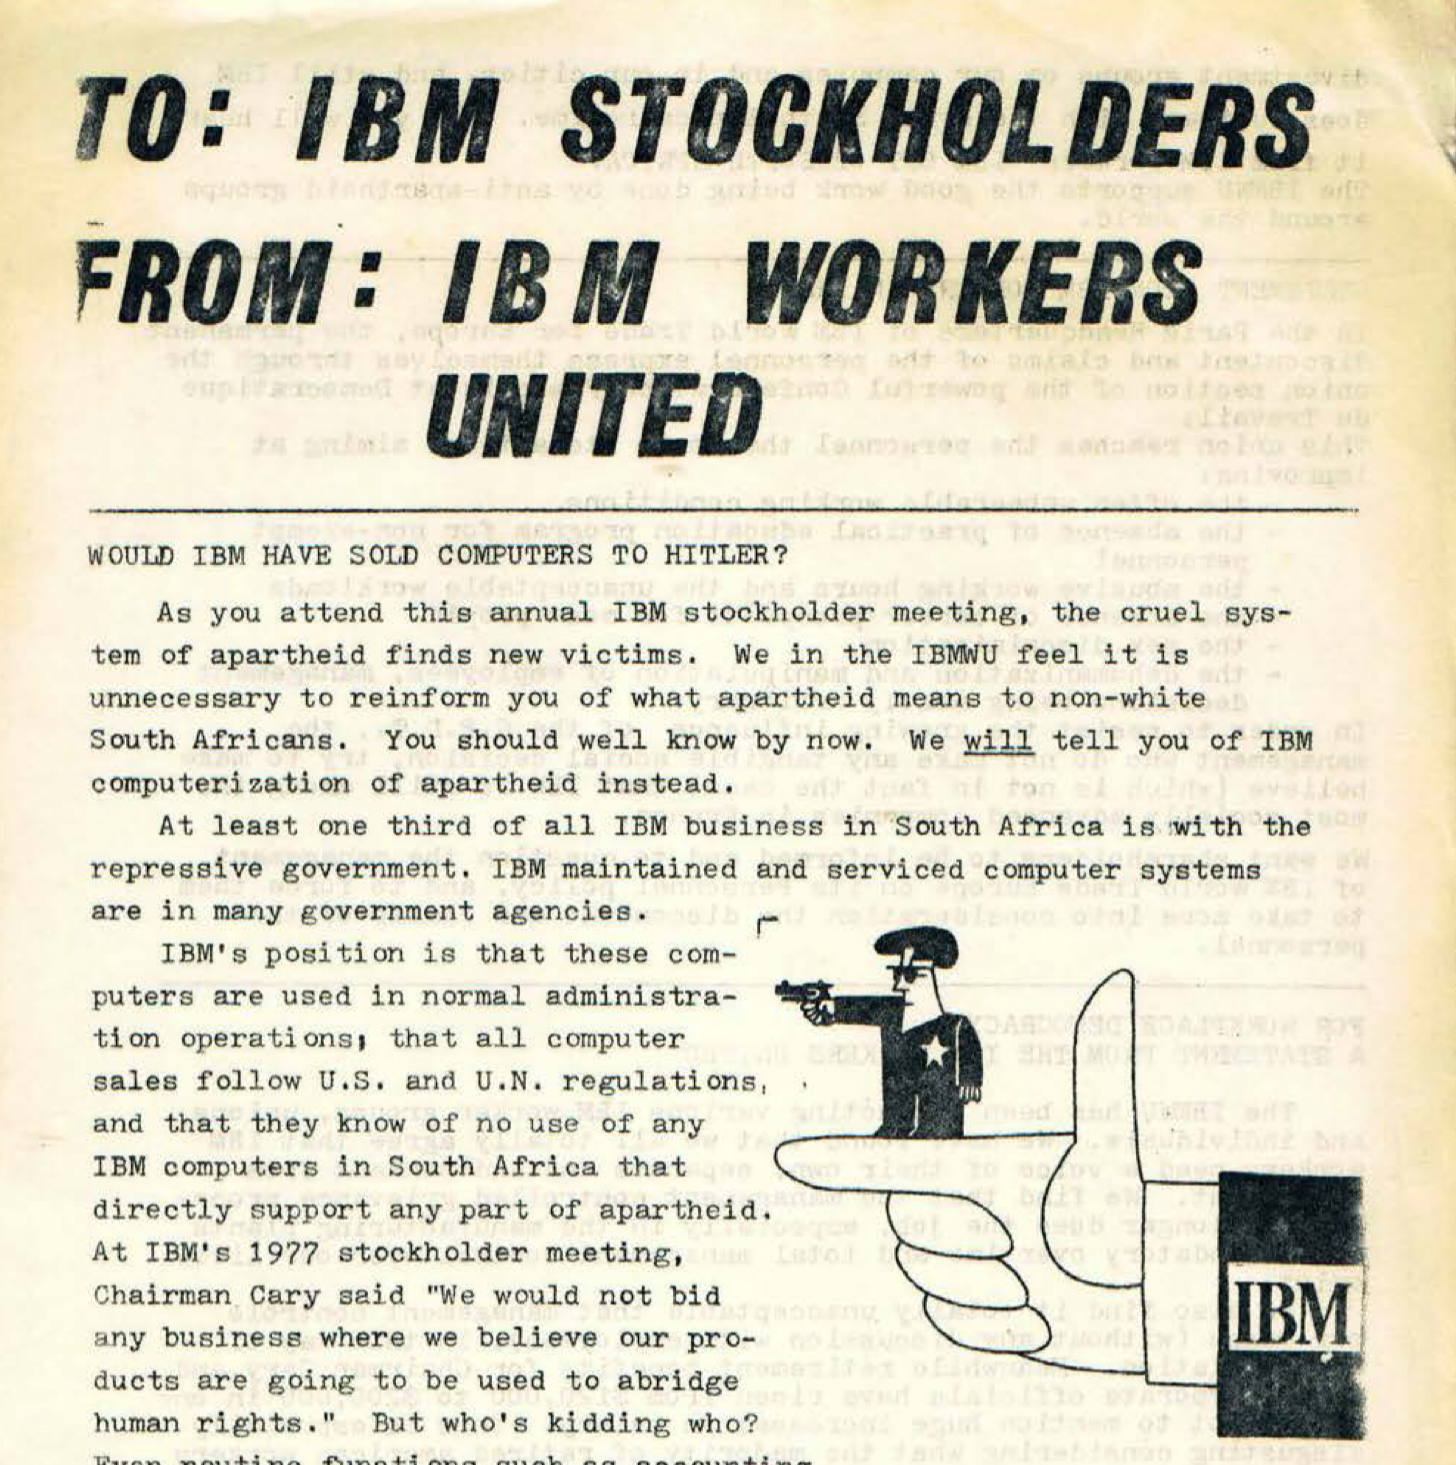 TO: IBM STOCKHOLDERS
FROM: IBM WORKERS
UNITED
WOULD IBM HAVE SOLD COMPUTERS TO HITLER?
As you attend this annual IBM stockholder meeting, the cruel sys-
tem of apartheid finds new victims. We in the IBMWU feel it is
unnecessary to reinform you of what apartheid means to non-white
South Africans. You should well know by now. We will tell you of IBM
computerization of apartheid instead.
At least one third of all IBM business in South Africa is with the
repressive government. IBM maintained and serviced computer systems
are in many government agencies.
IBM's position is that these com-
puters are used in normal administra-
tion operations; that all computer
sales follow U.S. and U.N. regulations,
and that they know of no use of any
IBM computers in South Africa that
directly support any part of apartheid.
At IBM's 1977 stockholder meeting,
Chairman Cary said "We would not bid
any business where we believe our pro-
ducts are going to be used to abridge
human rights." But who's kidding who?
Even routine functions such as accounting
IBM